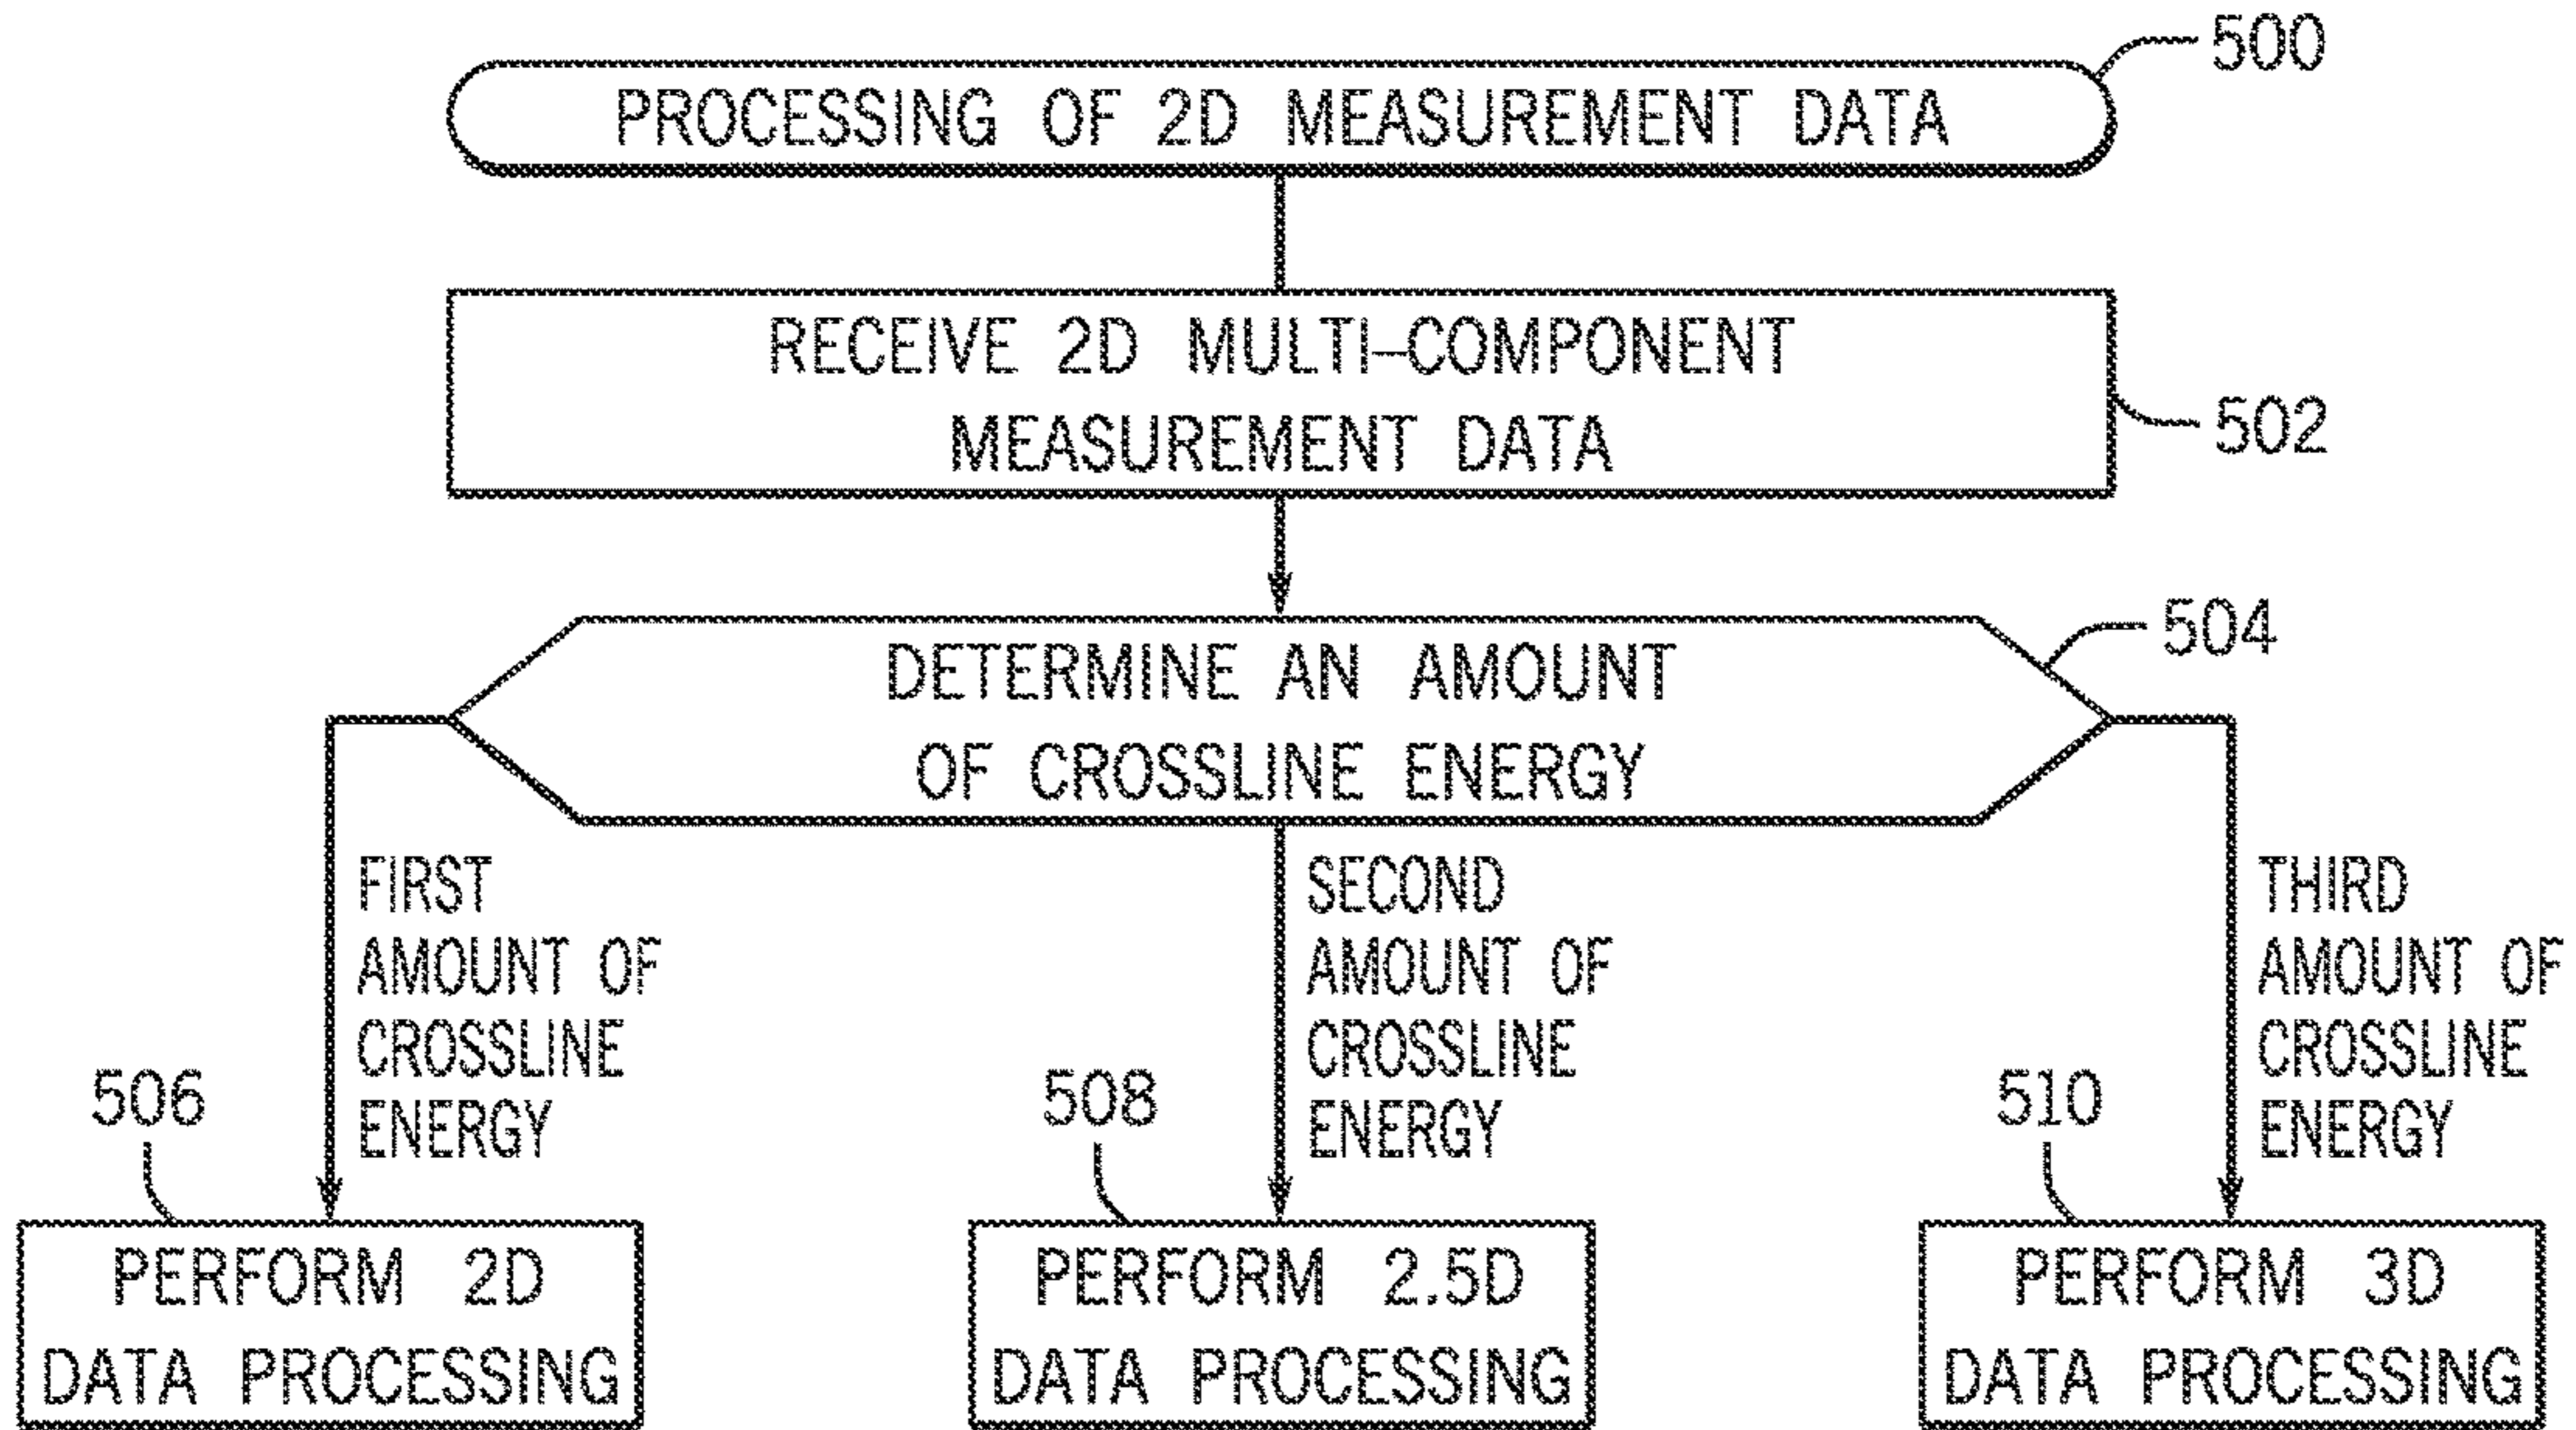 500
PROCESSING OF 2D MEASUREMENT DATA
RECEIVE 2D MULTI-COMPONENT
MEASUREMENT DATA
502
504
DETERMINE AN AMOUNT
OF CROSSLINE ENERGY
FIRST
AMOUNT OF
CROSSLINE
ENERGY
SECOND
AMOUNT OF
CROSSLINE
ENERGY
THIRD
AMOUNT OF
CROSSLINE
ENERGY
506
PERFORM 2D
DATA PROCESSING
508
PERFORM 2.5D
DATA PROCESSING
510
PERFORM 3D
DATA PROCESSING